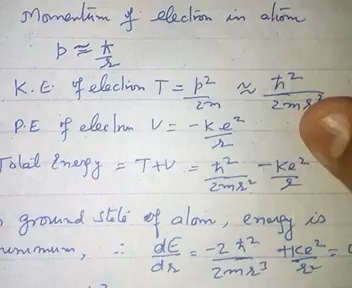 Momentum of electron in atom
p ≈ ħ/r
K.E. of electron T = p²/2m ≈ ħ²/2mr²
P.E of electron V = -Ke²/r
Total Energy = T+V = ħ²/2mr² - Ke²/r
ground state of atom, energy is
∴ dE/dr = -2ħ²/2mr³ + Ke²/r² =